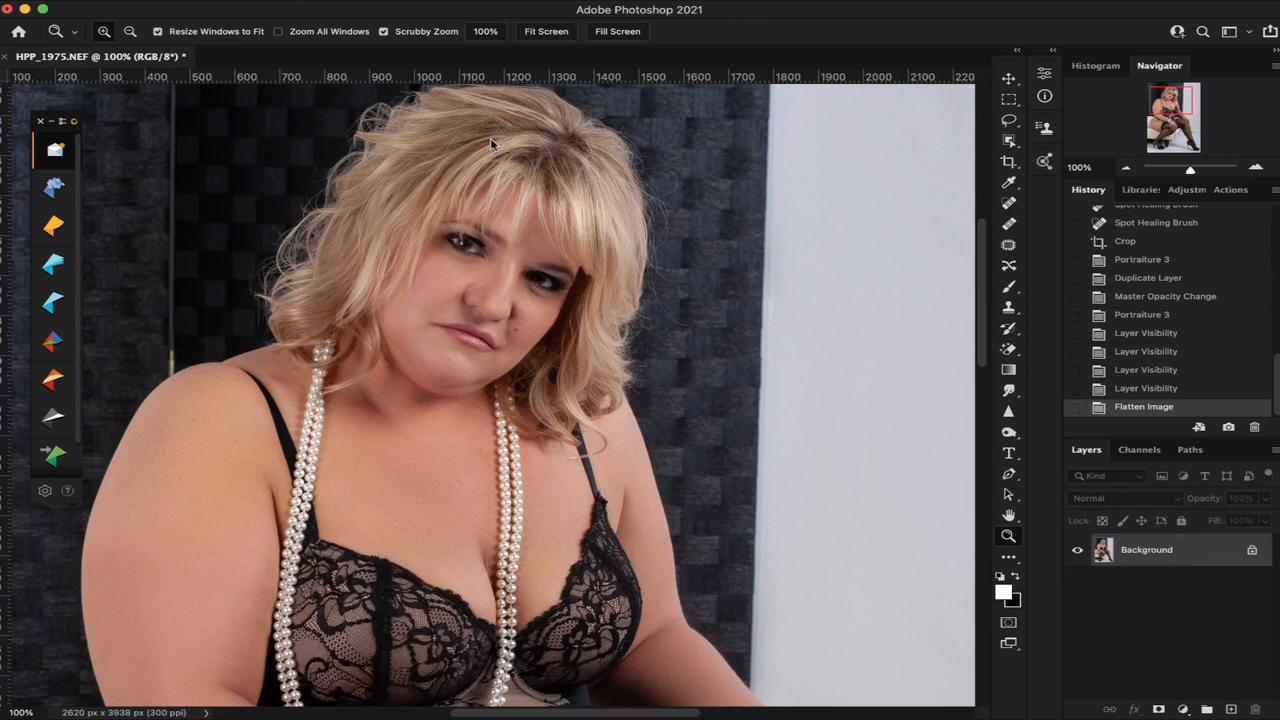 Adobe Photoshop 2021
Resize Windows to Fit Zoom All Windows Scrubby Zoom 100% Fit Screen Fill Screen
HPP_1975.NEF @ 100% (RGB/8*) *
100 200 300 400 500 600 700 800 900 1000 1100 1200 1300 1400 1500 1600 1700 1800 1900 2000 2100 220
Histogram Navigator
100%
History Libraries Adjustm Actions
Spot Healing Brush
Spot Healing Brush
Crop
Portraiture 3
Duplicate Layer
Master Opacity Change
Portraiture 3
Layer Visibility
Layer Visibility
Layer Visibility
Layer Visibility
Flatten Image
Layers Channels Paths
Kind
Normal Opacity: 100%
Lock: Fill: 100%
Background
100% 2620 px x 3938 px (300 ppi)